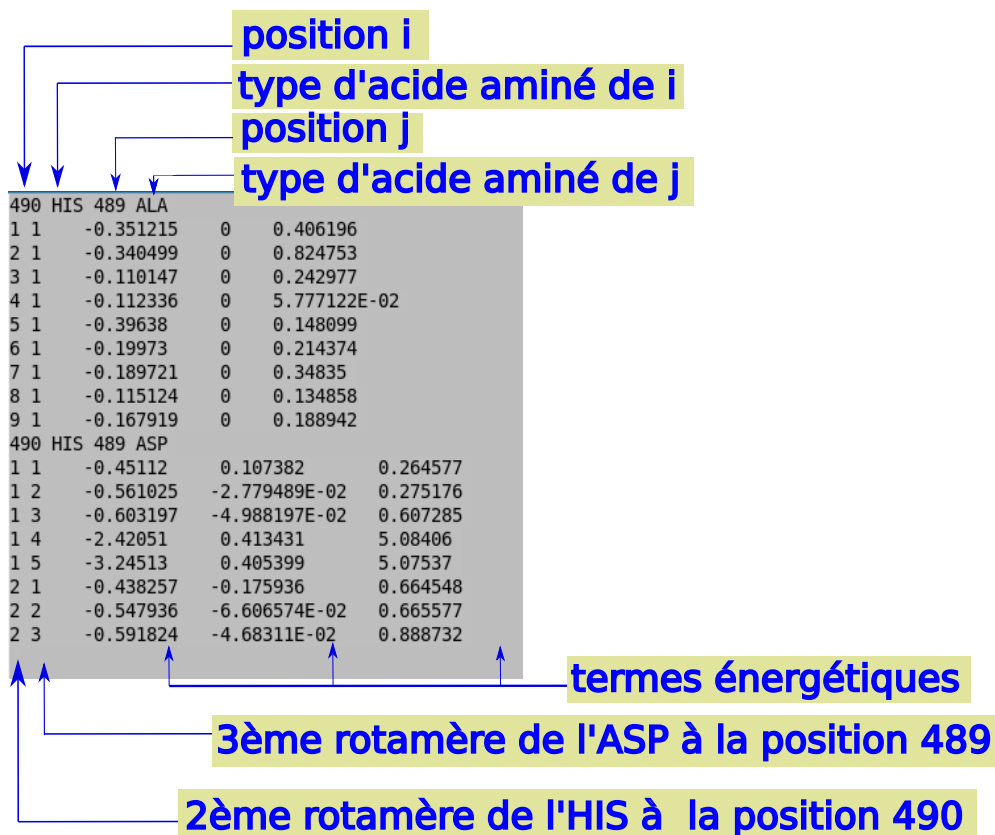 position i
type d'acide aminé de i
position j
type d'acide aminé de j
490 HIS 489 ALA
1 1 -0.351215 0 0.406196
2 1 -0.340499 0 0.824753
3 1 -0.110147 0 0.242977
4 1 -0.112336 0 5.777122E-02
5 1 -0.39638 0 0.148099
6 1 -0.19973 0 0.214374
7 1 -0.189721 0 0.34835
8 1 -0.115124 0 0.134858
9 1 -0.167919 0 0.188942
490 HIS 489 ASP
1 1 -0.45112 0.107382 0.264577
1 2 -0.561025 -2.779489E-02 0.275176
1 3 -0.603197 -4.988197E-02 0.607285
1 4 -2.42051 0.413431 5.08406
1 5 -3.24513 0.405399 5.07537
2 1 -0.438257 -0.175936 0.664548
2 2 -0.547936 -6.606574E-02 0.665577
2 3 -0.591824 -4.68311E-02 0.888732
termes énergétiques
3ème rotamère de l'ASP à la position 489
2ème rotamère de l'HIS à la position 490